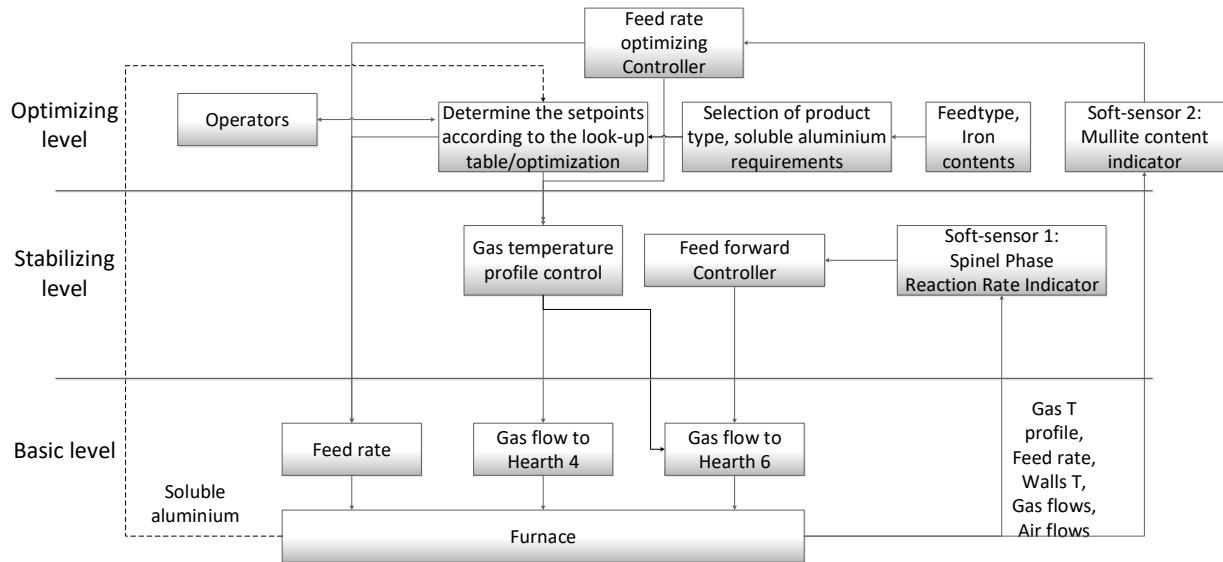 Feed rate
optimizing
Controller
Optimizing
level
Operators
Determine the setpoints
according to the look-up
table/optimization
Selection of product
type, soluble aluminium
requirements
Feedtype,
Iron
contents
Soft-sensor 2:
Mullite content
indicator
Stabilizing
level
Gas temperature
profile control
Feed forward
Controller
Soft-sensor 1:
Spinel Phase
Reaction Rate Indicator
Basic level
Feed rate
Gas flow to
Hearth 4
Gas flow to
Hearth 6
Gas T
profile,
Feed rate,
Walls T,
Gas flows,
Air flows
Soluble
aluminium
Furnace